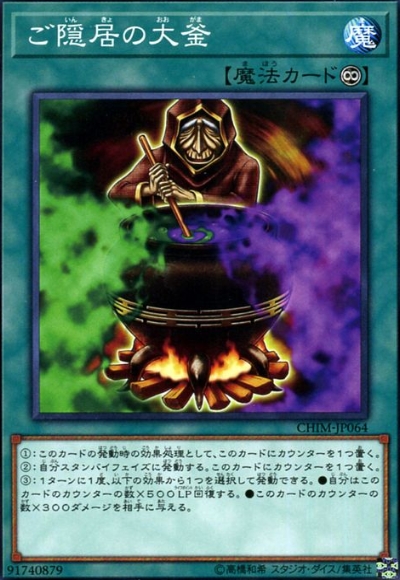 ご隠居の大釜
魔
【魔法カード】
CHIM-JP064
①:このカードの発動時の効果処理として、このカードにカウンターを1つ置く。
②:自分スタンバイフェイズに発動する。このカードにカウンターを1つ置く。
③:1ターンに1度、以下の効果から1つを選択して発動できる。●自分はこ
のカードのカウンターの数×500LP回復する。●このカードのカウンターの
数×300ダメージを相手に与える。
91740879
©高橋和希 スタジオ・ダイス/集英社